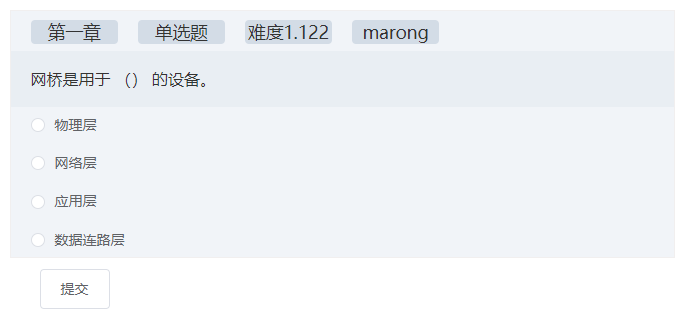 第一章 单选题 难度1.122 marong
网桥是用于 （） 的设备。
物理层
网络层
应用层
数据连路层
提交